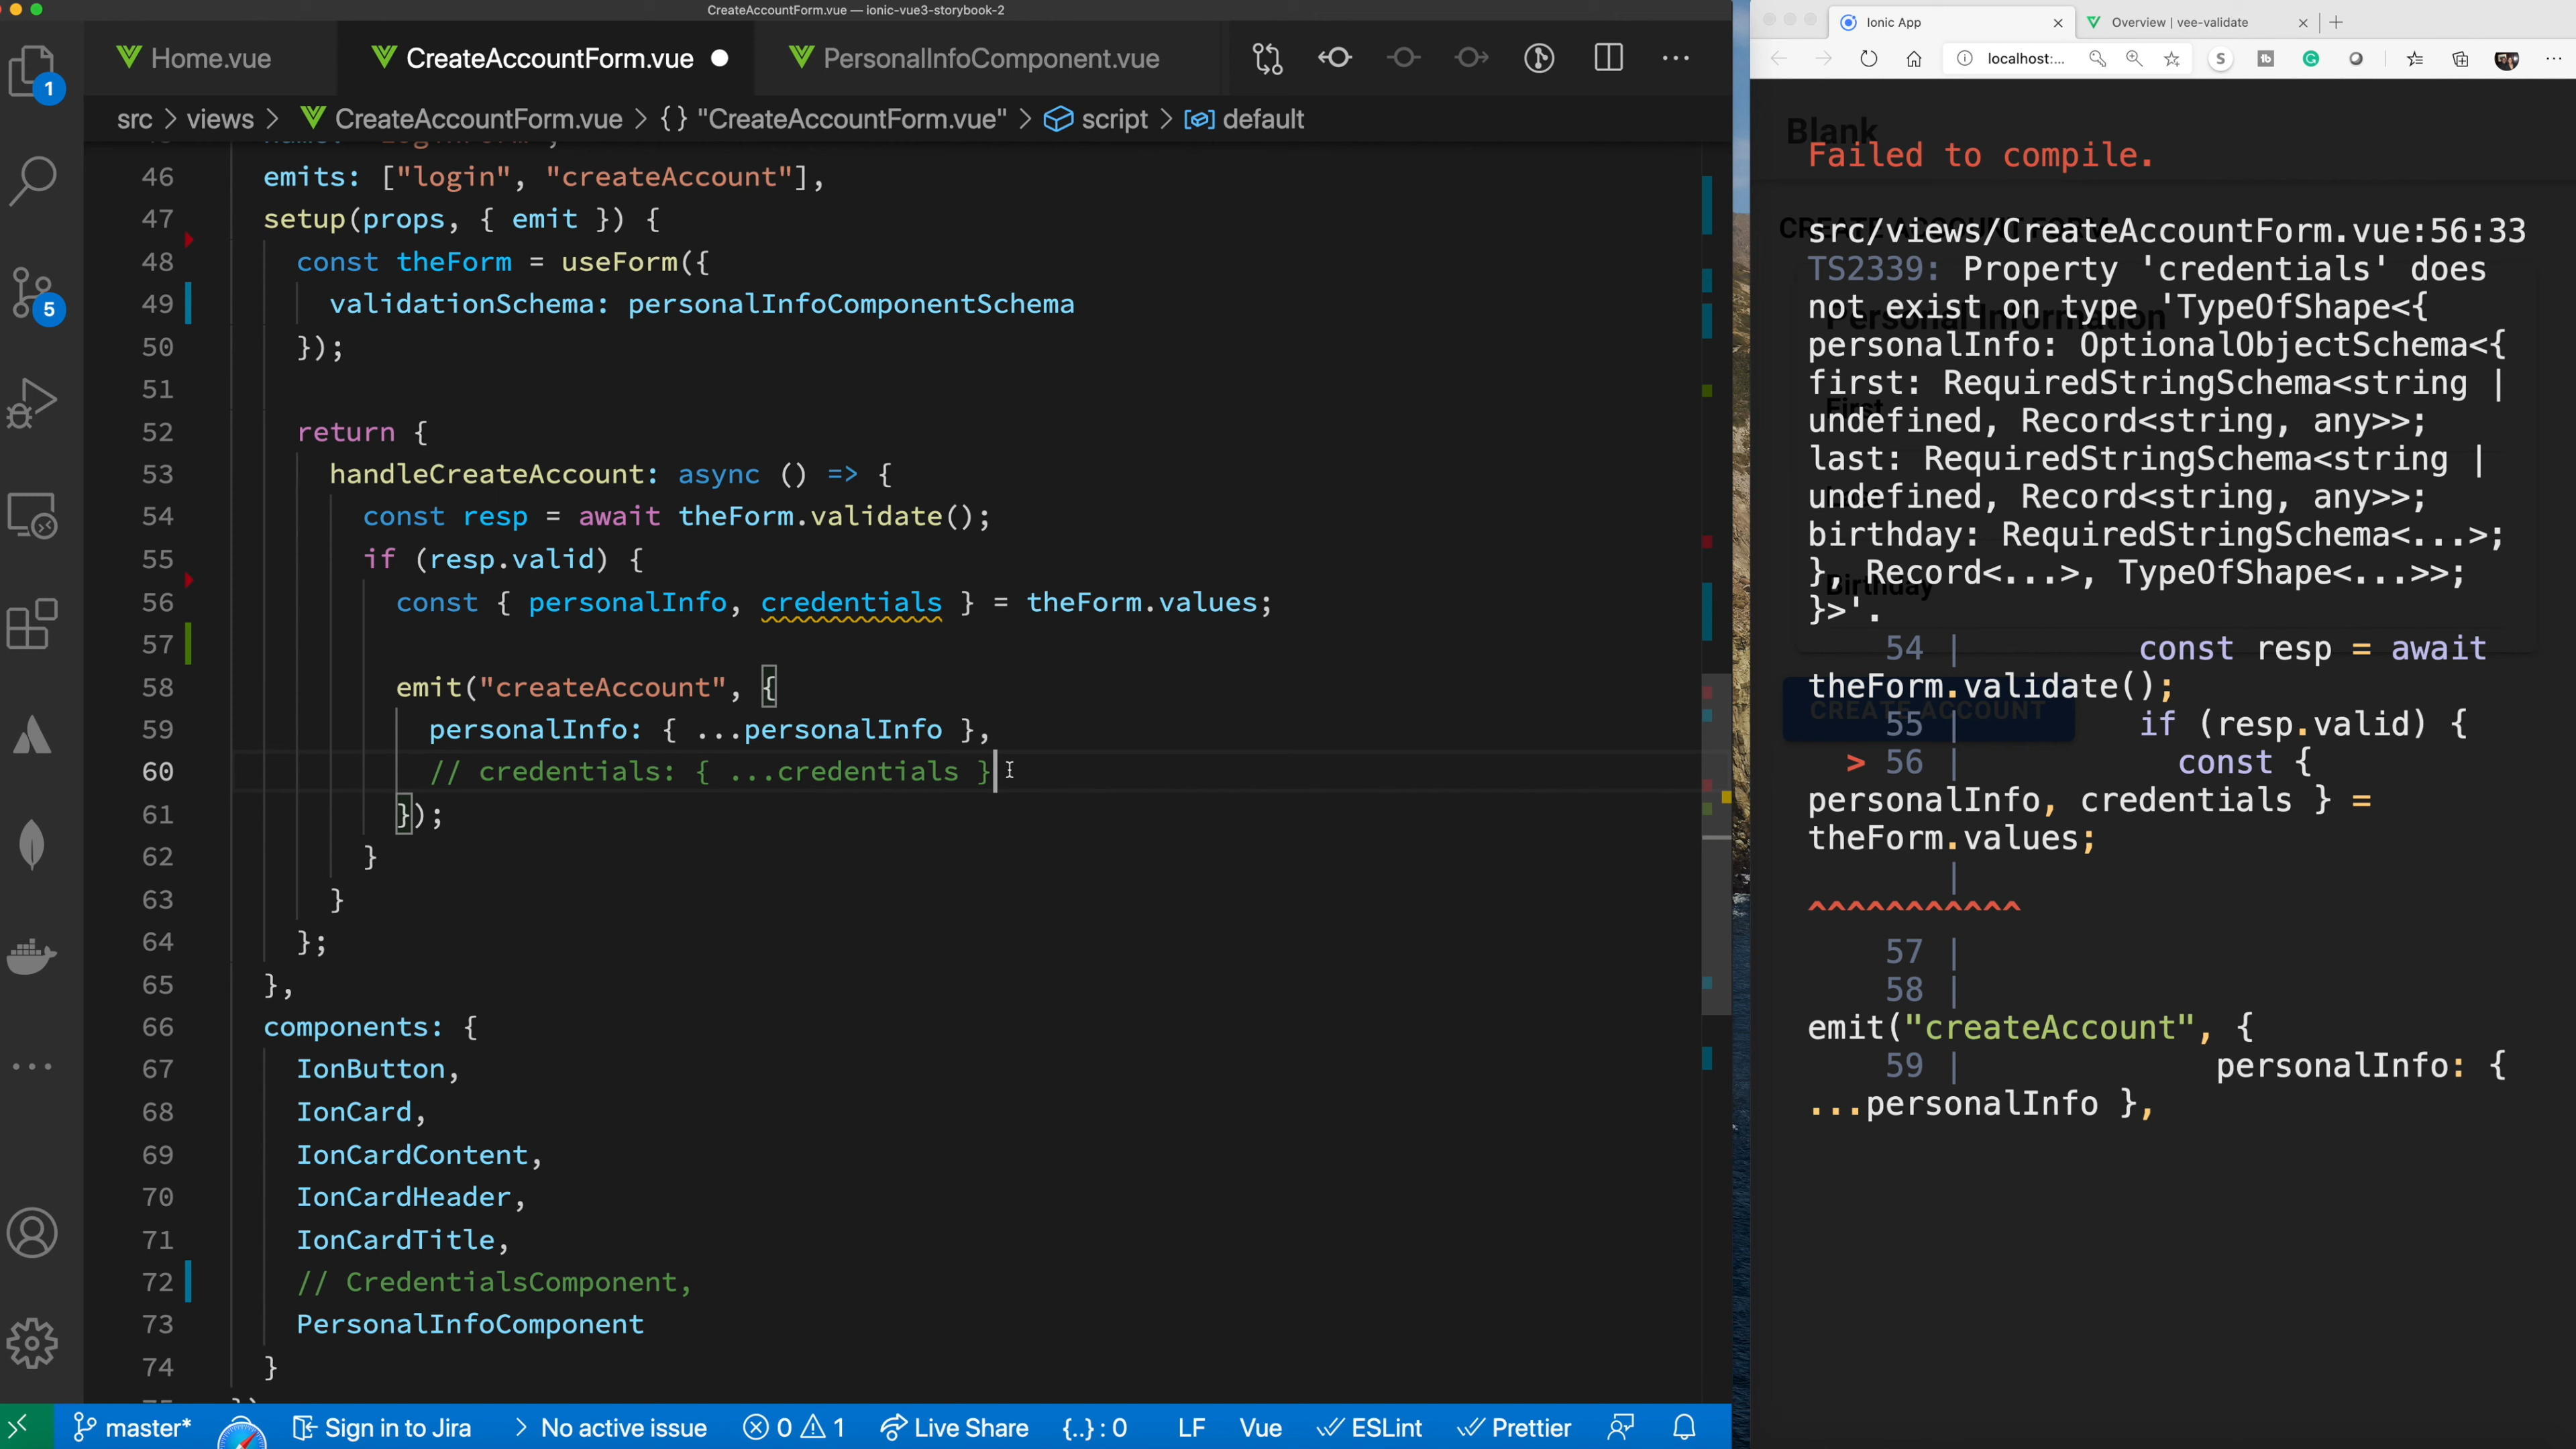 CreateAccountForm.vue — ionic-vue3-storybook-2
Home.vue
CreateAccountForm.vue
PersonalInfoComponent.vue
src > views > CreateAccountForm.vue > {} "CreateAccountForm.vue" > script > default
46 emits: ["login", "createAccount"],
47 setup(props, { emit }) {
48 const theForm = useForm({
49 validationSchema: personalInfoComponentSchema
50 });
51
52 return {
53 handleCreateAccount: async () => {
54 const resp = await theForm.validate();
55 if (resp.valid) {
56 const { personalInfo, credentials } = theForm.values;
57
58 emit("createAccount", {
59 personalInfo: { ...personalInfo },
60 // credentials: { ...credentials }
61 });
62 }
63 }
64 };
65 },
66 components: {
67 IonButton,
68 IonCard,
69 IonCardContent,
70 IonCardHeader,
71 IonCardTitle,
72 // CredentialsComponent,
73 PersonalInfoComponent
74 }
1
5
master*
Sign in to Jira
No active issue
0
1
Live Share
{..} : 0
LF
Vue
ESLint
Prettier
Ionic App
Overview | vee-validate
localhost:...
Blank
Failed to compile.
src/views/CreateAccountForm.vue:56:33
TS2339: Property 'credentials' does
not exist on type 'TypeOfShape<{
Personal Information
personalInfo: OptionalObjectSchema<{
first: RequiredStringSchema<string |
First
undefined, Record<string, any>>;
last: RequiredStringSchema<string |
undefined, Record<string, any>>;
birthday: RequiredStringSchema<...>;
}, Record<...>, TypeOfShape<...>>;
Birthday
}>'.
54 | const resp = await
theForm.validate();
CREATE ACCOUNT
55 | if (resp.valid) {
> 56 | const {
personalInfo, credentials } =
theForm.values;
|
^^^^^^^^^^^
57 |
58 |
emit("createAccount", {
59 | personalInfo: {
...personalInfo },